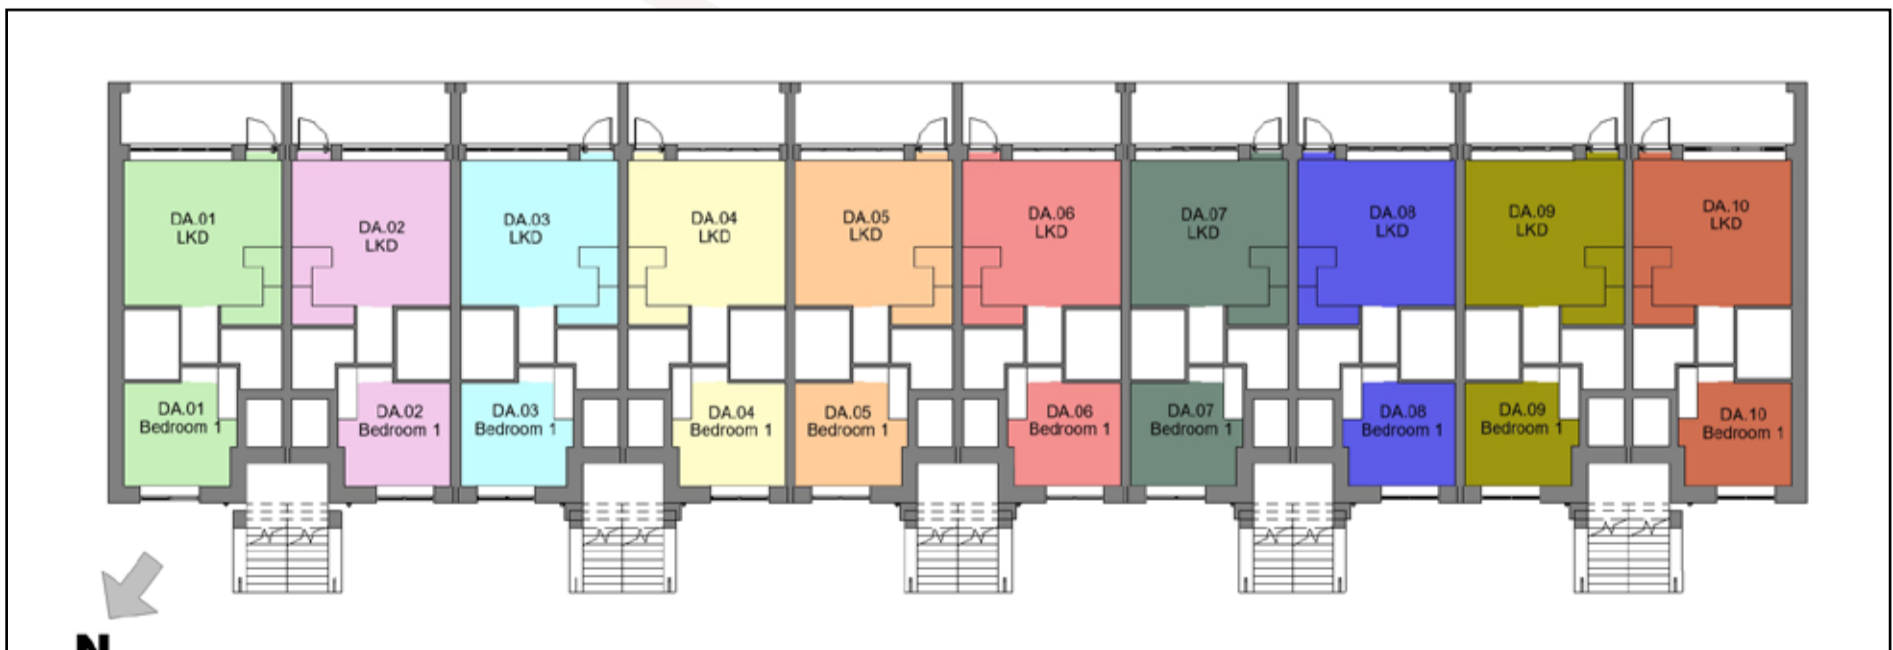 DA.01
LKD
DA.02
LKD
DA.03
LKD
DA.04
LKD
DA.05
LKD
DA.06
LKD
DA.07
LKD
DA.08
LKD
DA.09
LKD
DA.10
LKD
DA.01
Bedroom 1
DA.02
Bedroom 1
DA.03
Bedroom 1
DA.04
Bedroom 1
DA.05
Bedroom 1
DA.06
Bedroom 1
DA.07
Bedroom 1
DA.08
Bedroom 1
DA.09
Bedroom 1
DA.10
Bedroom 1
N